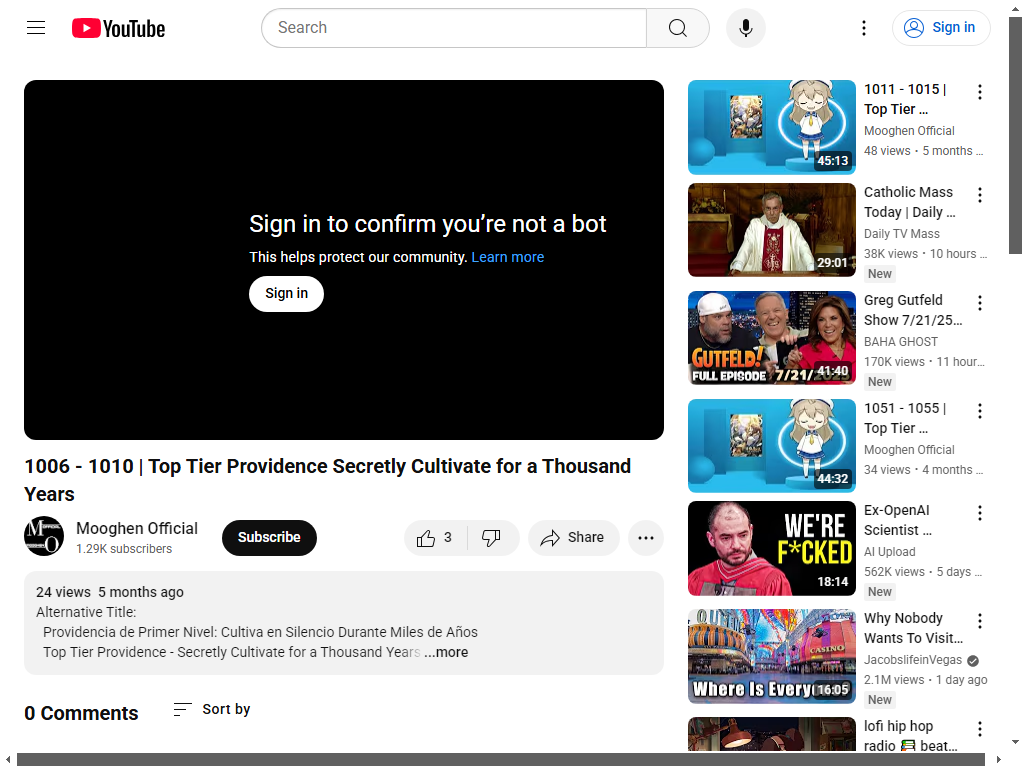 YouTube
Search
Sign in
Sign in to confirm you're not a bot
This helps protect our community. Learn more
Sign in
1006 - 1010 | Top Tier Providence Secretly Cultivate for a Thousand
Years
Mooghen Official
1.29K subscribers
Subscribe
3
Share
24 views 5 months ago
Alternative Title:
Providencia de Primer Nivel: Cultiva en Silencio Durante Miles de Años
Top Tier Providence - Secretly Cultivate for a Thousand Years ...more
0 Comments
Sort by
45:13
1011 - 1015 |
Top Tier ...
Mooghen Official
48 views • 5 months ...
29:01
Catholic Mass
Today | Daily ...
Daily TV Mass
38K views • 10 hours ...
New
GUTFELD!
FULL EPISODE 7/21/2025
41:40
Greg Gutfeld
Show 7/21/25...
BAHA GHOST
170K views • 11 hour...
New
44:32
1051 - 1055 |
Top Tier ...
Mooghen Official
34 views • 4 months ...
WE'RE
F*CKED
18:14
Ex-OpenAI
Scientist ...
AI Upload
562K views • 5 days ...
New
CASINO
Where Is Every
16:05
Why Nobody
Wants To Visit...
JacobslifeinVegas
2.1M views • 1 day ago
New
lofi hip hop
radio 📚 beat...